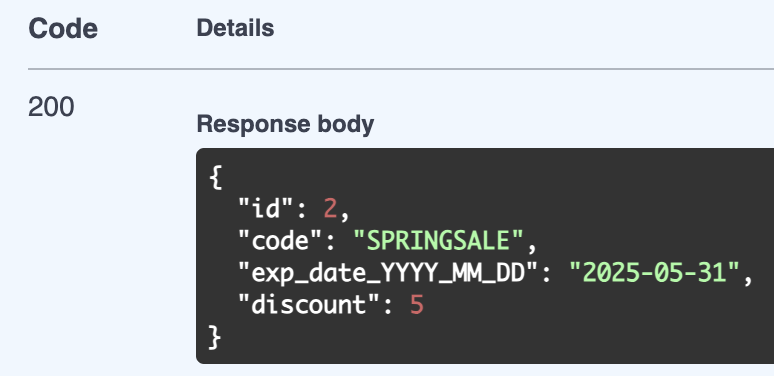 Code Details
200
Response body
{
  "id": 2,
  "code": "SPRINGSALE",
  "exp_date_YYYY_MM_DD": "2025-05-31",
  "discount": 5
}